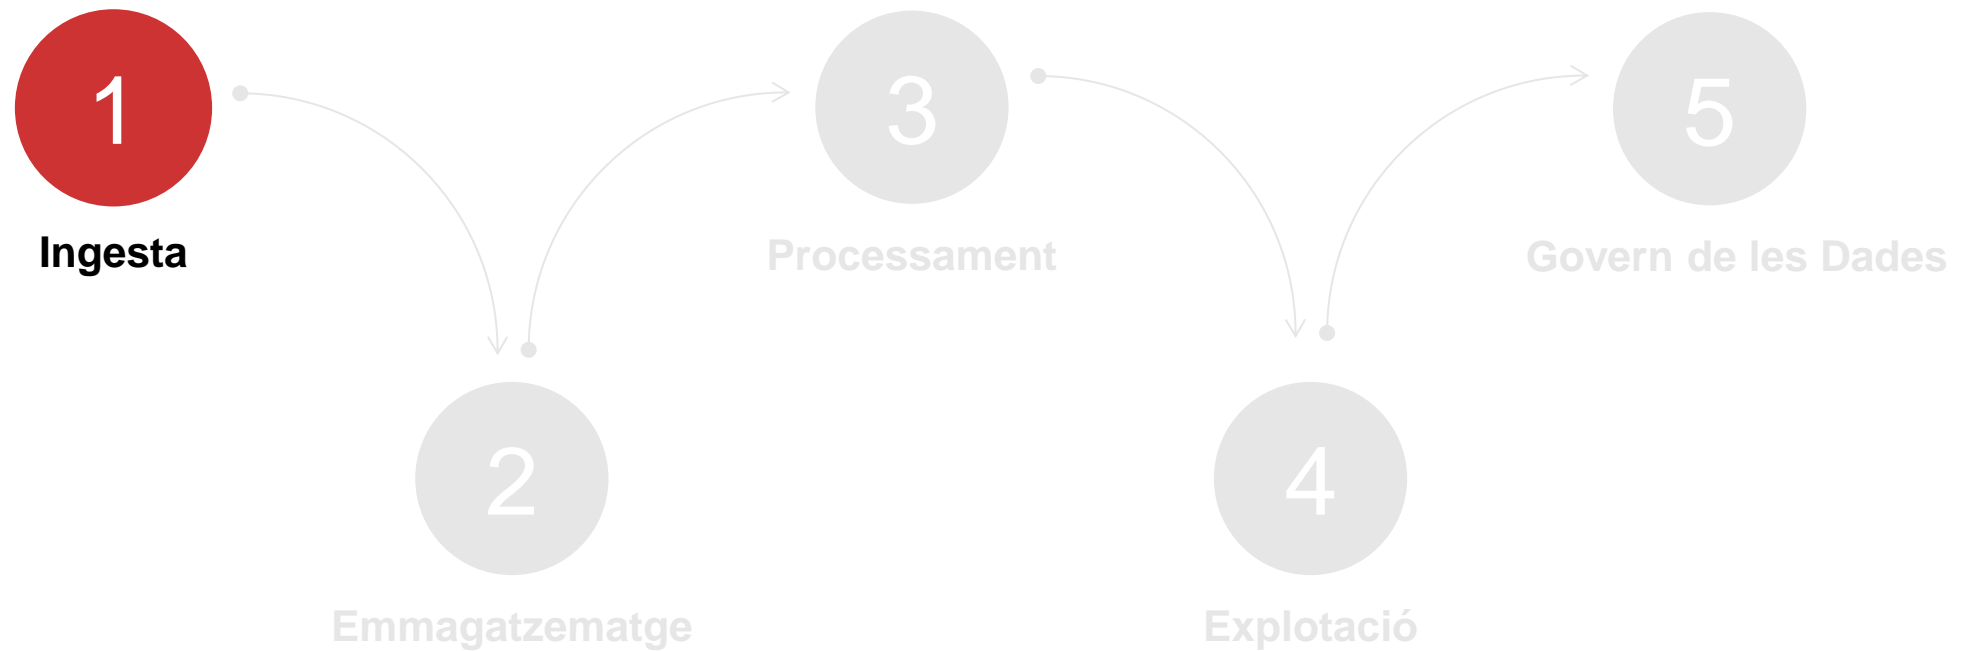 1
Ingesta
2
Emmagatzematge
3
Processament
4
Explotació
5
Govern de les Dades